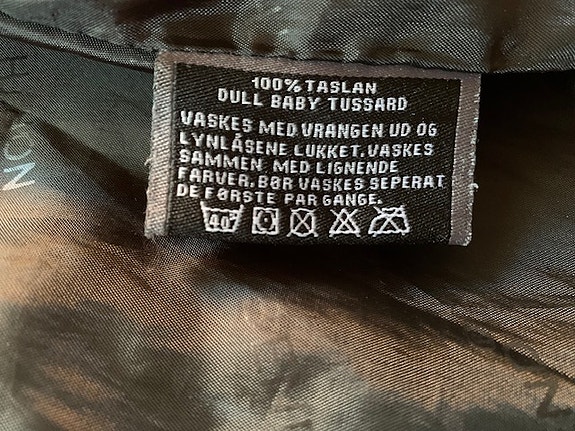 100% TASLAN
DULL BABY TUSSARD
VASKES MED VRANGEN UD OG
LYNLÅSENE LUKKET. VASKES
SAMMEN MED LIGNENDE
FARVER. BØR VASKES SEPERAT
DE FØRSTE PAR GANGE.
40°